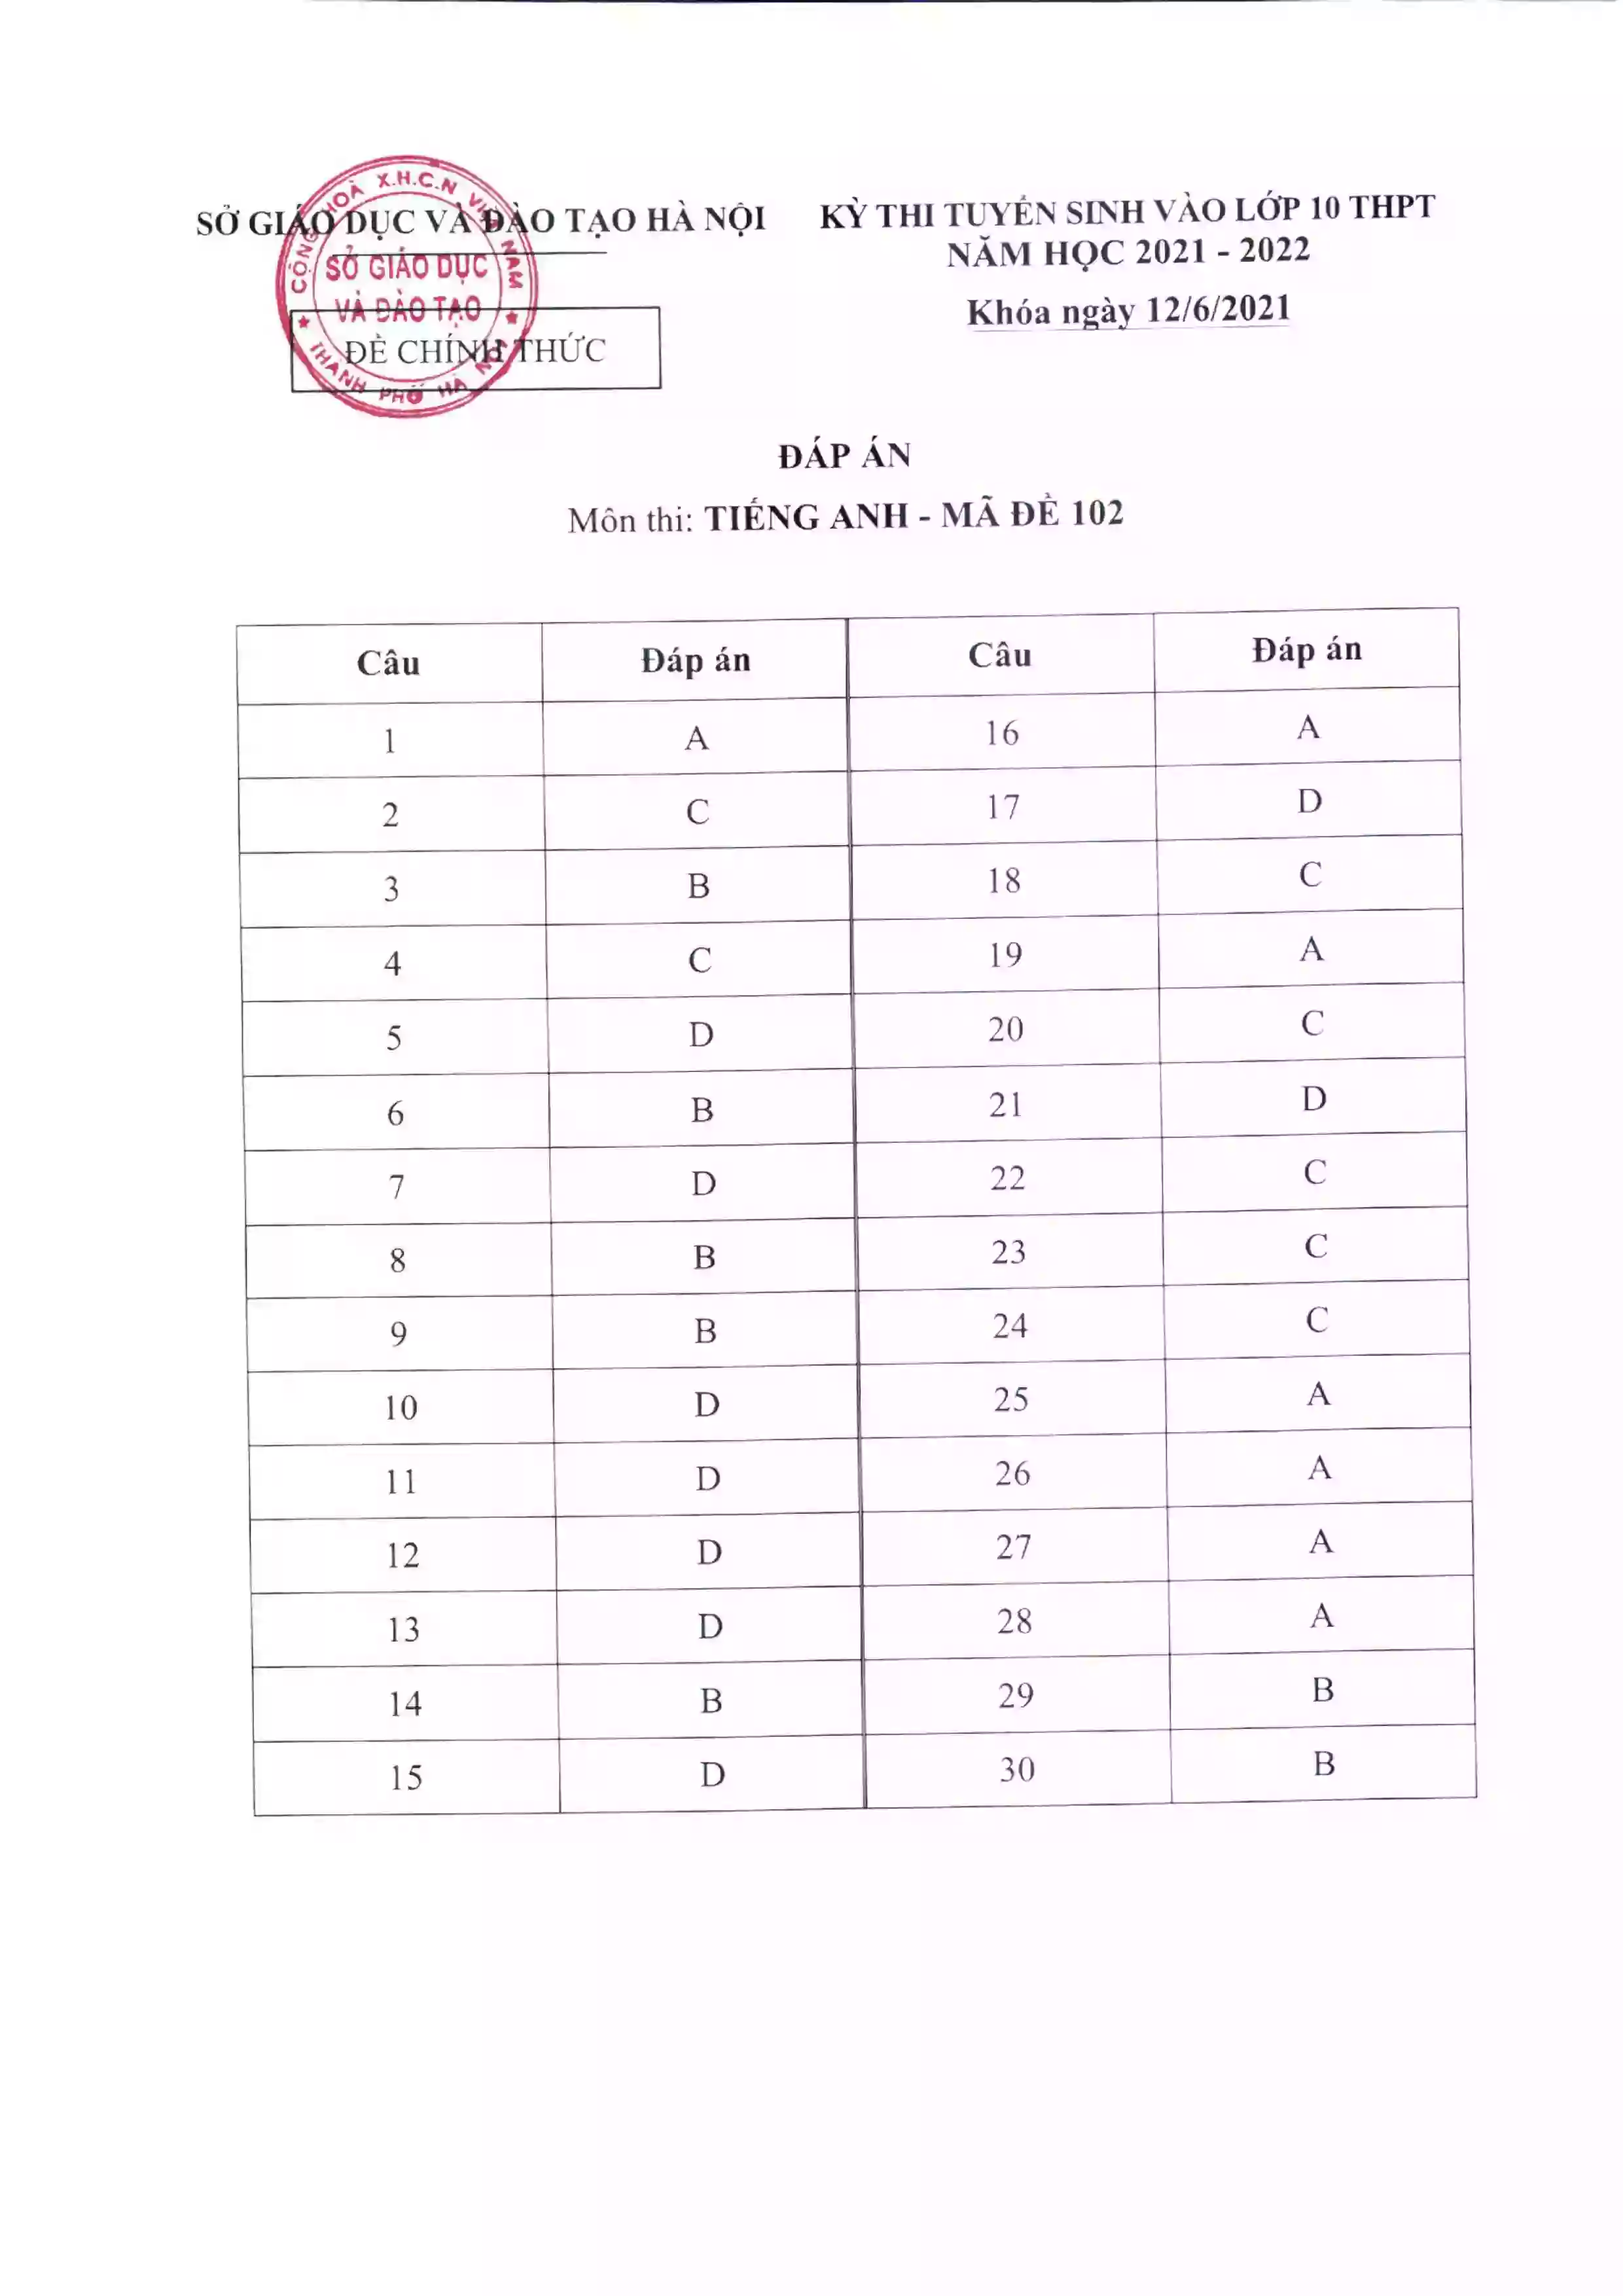 SỞ GIÁO DỤC VÀ ĐÀO TẠO HÀ NỘI
KỲ THI TUYỂN SINH VÀO LỚP 10 THPT
NĂM HỌC 2021 - 2022
Khóa ngày 12/6/2021
CỘNG HOÀ X.H.C.N VIỆT NAM
SỞ GIÁO DỤC
VÀ ĐÀO TẠO
THÀNH PHỐ HÀ NỘI
ĐỀ CHÍNH THỨC
ĐÁP ÁN
Môn thi: TIẾNG ANH - MÃ ĐỀ 102
Câu Đáp án Câu Đáp án
1 A 16 A
2 C 17 D
3 B 18 C
4 C 19 A
5 D 20 C
6 B 21 D
7 D 22 C
8 B 23 C
9 B 24 C
10 D 25 A
11 D 26 A
12 D 27 A
13 D 28 A
14 B 29 B
15 D 30 B